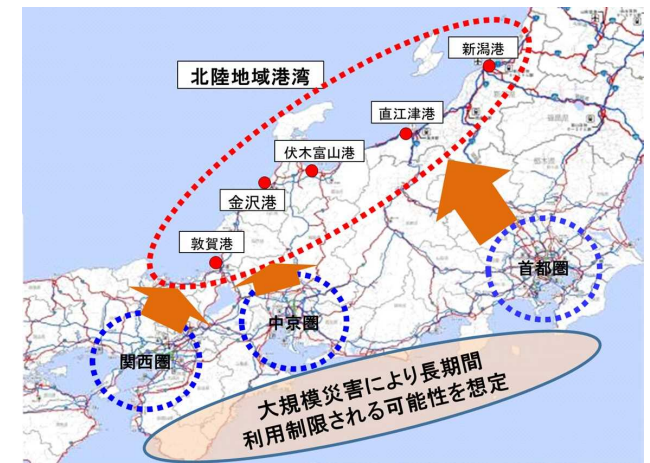 新潟港
北陸地域港湾
直江津港
伏木富山港
金沢港
敦賀港
首都圏
中京圏
関西圏
大規模災害により長期間
利用制限される可能性を想定